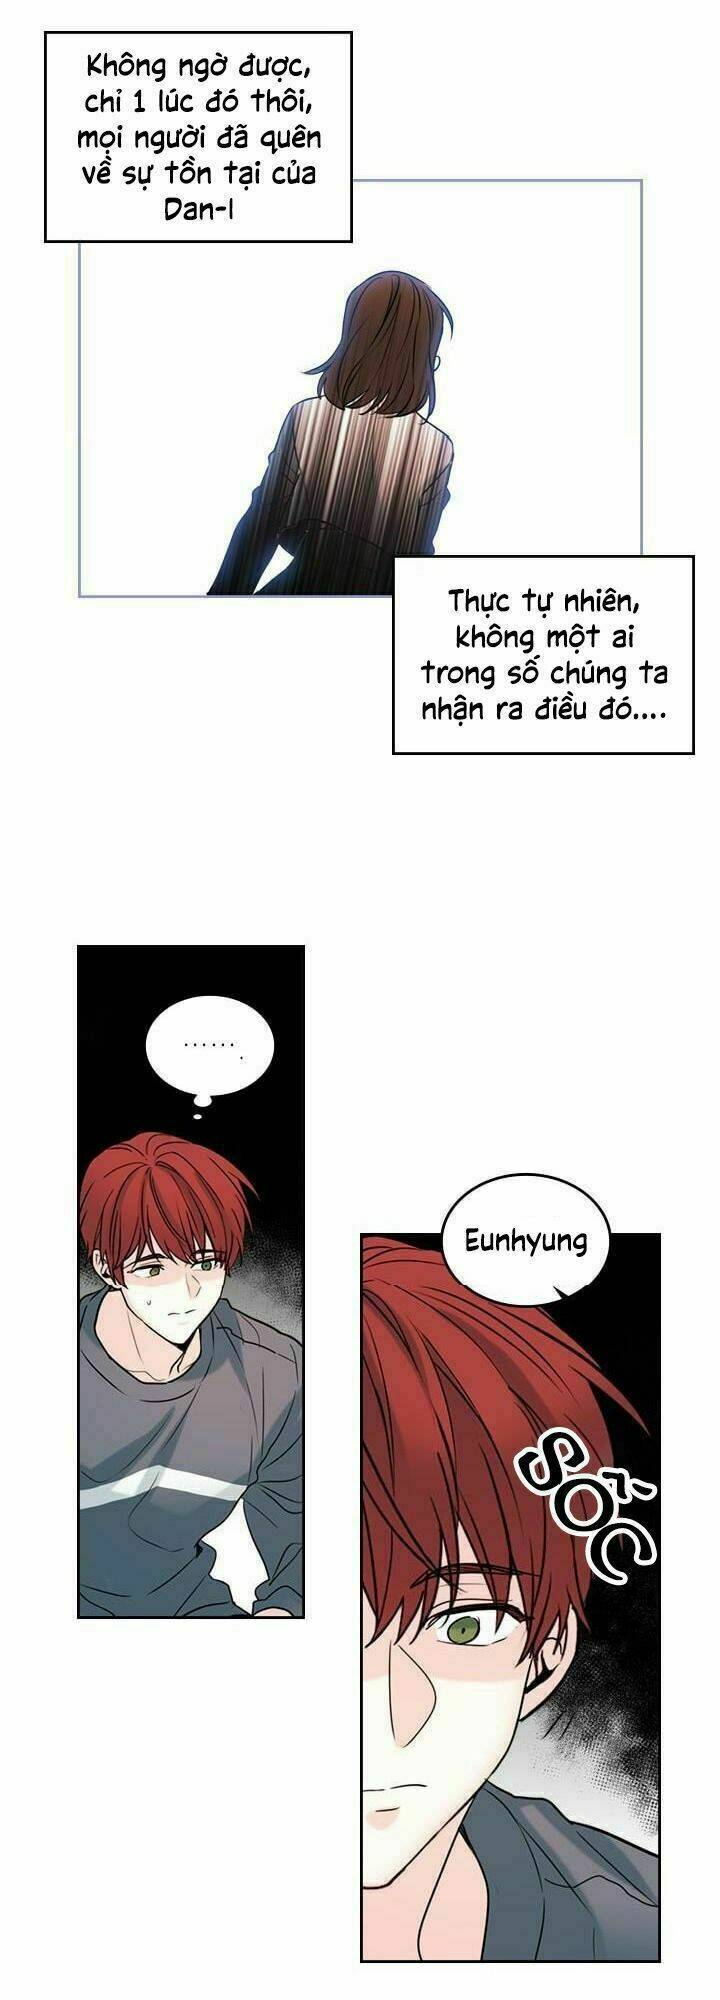 Không ngờ được,
chỉ 1 lúc đó thôi,
mọi người đã quên
về sự tồn tại của
Dan-I
Thực tự nhiên,
không một ai
trong số chúng ta
nhận ra điều đó....
.......
Eunhyung
SỐC